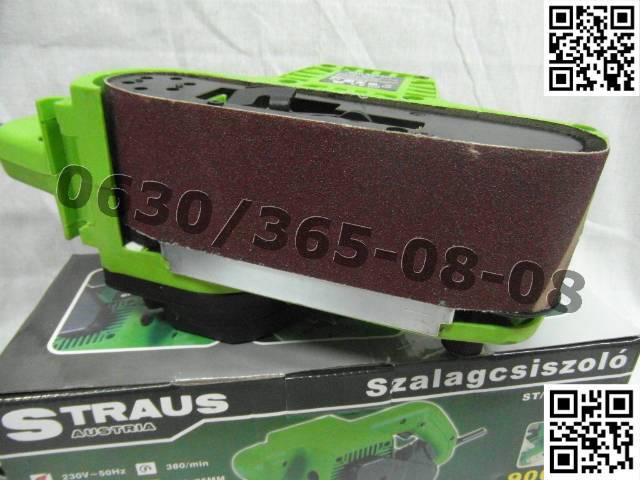 0630/365-08-08
Szalagcsiszoló
STRAUS
AUSTRIA
230V~50Hz 380/min